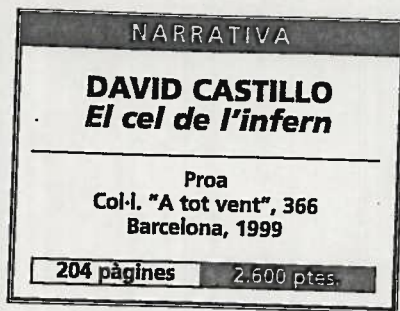 NARRATIVA
DAVID CASTILLO
El cel de l'infern
Proa
Col·l. "A tot vent", 366
Barcelona, 1999
204 pàgines 2.600 ptes.